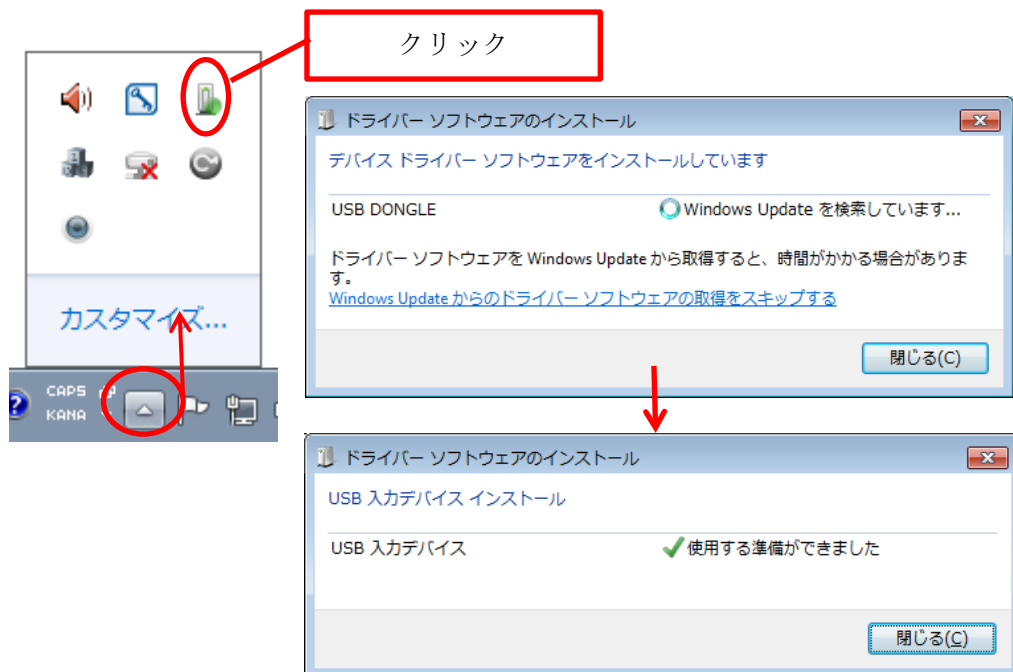 クリック
カスタマイズ...
CAPS
KANA
ドライバー ソフトウェアのインストール
デバイス ドライバー ソフトウェアをインストールしています
USB DONGLE
Windows Update を検索しています...
ドライバー ソフトウェアを Windows Update から取得すると、時間がかかる場合がありま
す。
Windows Update からのドライバー ソフトウェアの取得をスキップする
閉じる(C)
ドライバー ソフトウェアのインストール
USB 入力デバイス インストール
USB 入力デバイス
使用する準備ができました
閉じる(C)